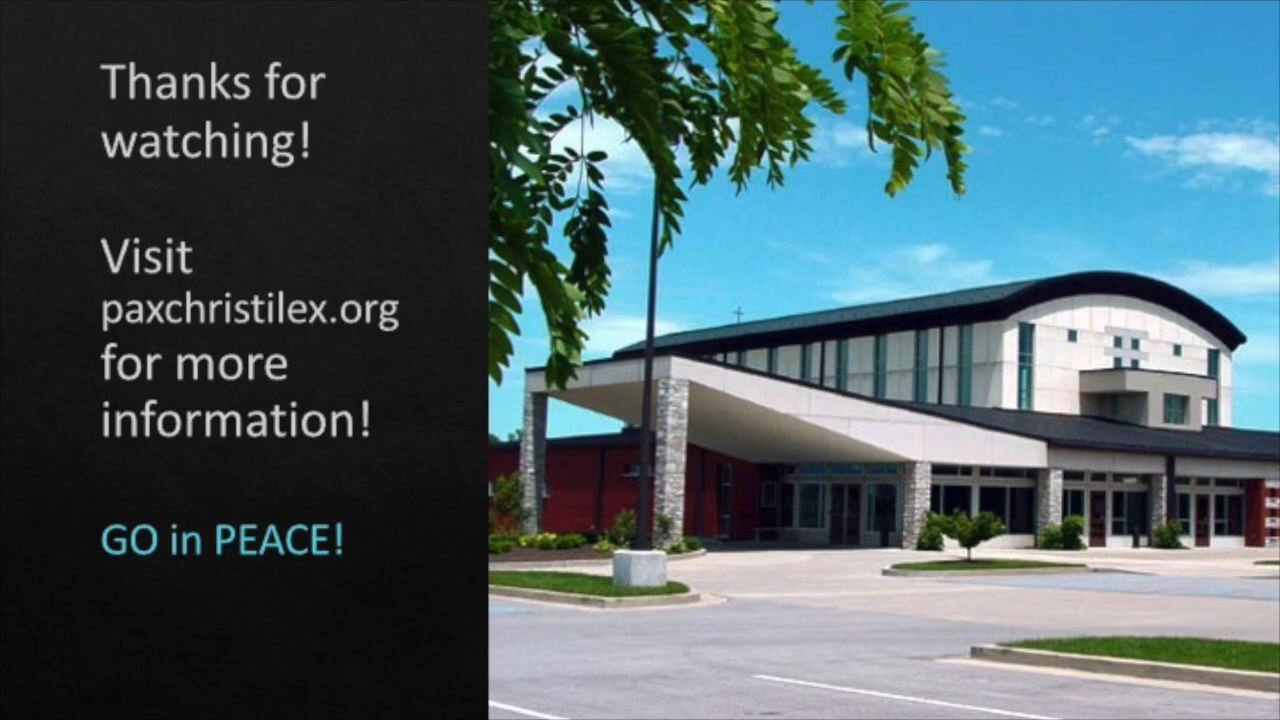 Thanks for
watching!
Visit
paxchristilex.org
for more
information!
GO in PEACE!